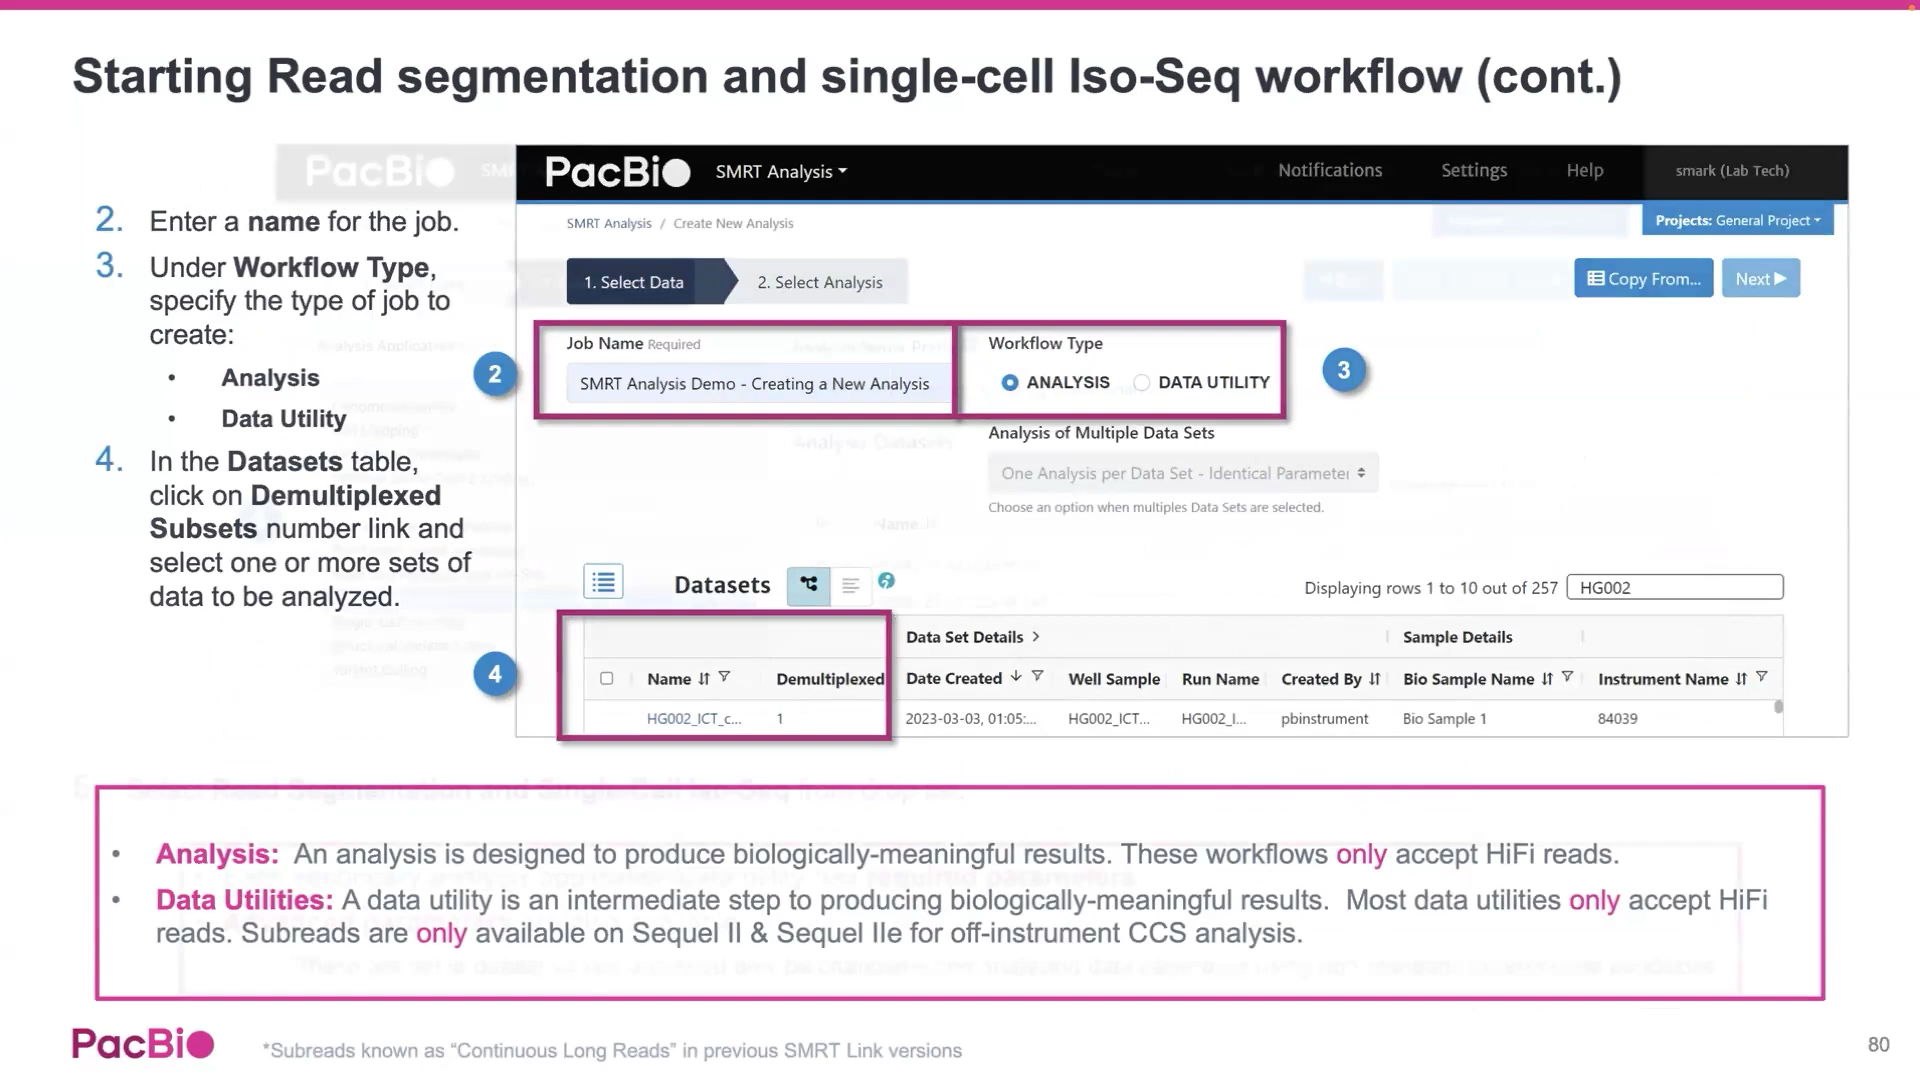 Starting Read segmentation and single-cell Iso-Seq workflow (cont.)
2. Enter a name for the job.
3. Under Workflow Type,
specify the type of job to
create:
• Analysis
• Data Utility
4. In the Datasets table,
click on Demultiplexed
Subsets number link and
select one or more sets of
data to be analyzed.
PacBio SMRT Analysis Notifications Settings Help smark (Lab Tech)
SMRT Analysis / Create New Analysis
Projects: General Project
1. Select Data 2. Select Analysis
Copy From... Next
Job Name Required
SMRT Analysis Demo - Creating a New Analysis
2
Workflow Type
ANALYSIS DATA UTILITY
3
Analysis of Multiple Data Sets
One Analysis per Data Set - Identical Parameter
Choose an option when multiples Data Sets are selected.
Datasets
Displaying rows 1 to 10 out of 257 HG002
Data Set Details > Sample Details
4
Name Demultiplexed Date Created Well Sample Run Name Created By Bio Sample Name Instrument Name
HG002_ICT_c... 1 2023-03-03, 01:05:... HG002_ICT... HG002_I... pbinstrument Bio Sample 1 84039
Select Read Segmentation and Single-Cell Iso-Seq from
• Analysis: An analysis is designed to produce biologically-meaningful results. These workflows only accept HiFi reads.
• Data Utilities: A data utility is an intermediate step to producing biologically-meaningful results. Most data utilities only accept HiFi
reads. Subreads are only available on Sequel II & Sequel IIe for off-instrument CCS analysis.
PacBio
*Subreads known as “Continuous Long Reads” in previous SMRT Link versions
80